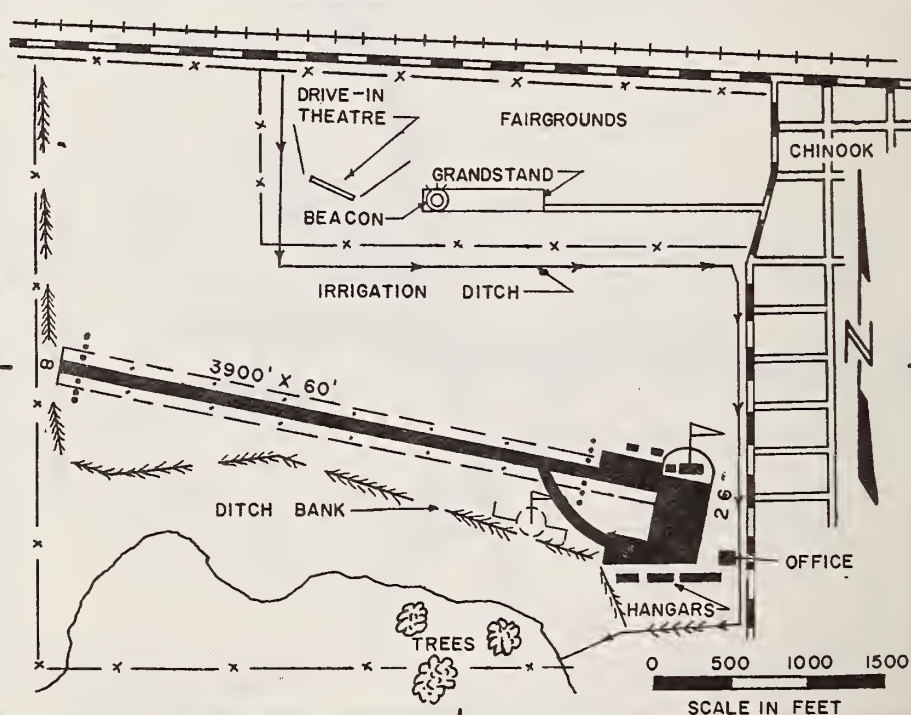 DRIVE-IN
THEATRE
FAIRGROUNDS
CHINOOK
GRANDSTAND
BEACON
IRRIGATION DITCH
N
8
3900' X 60'
26
DITCH BANK
OFFICE
HANGARS
TREES
0 500 1000 1500
SCALE IN FEET